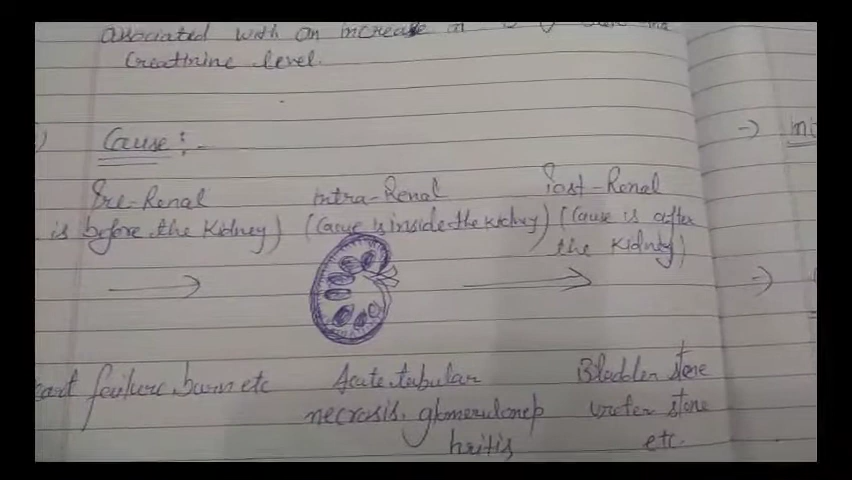 associated with an increase
Creatinine level.
Cause :-
Pre-Renal intra-Renal Post-Renal
is before the Kidney) (Cause is inside the kidney) (Cause is after
the kidney)
failure, burn etc Acute tubular Bladder stone
necrosis, glomerulonep ureter stone
hritis etc.